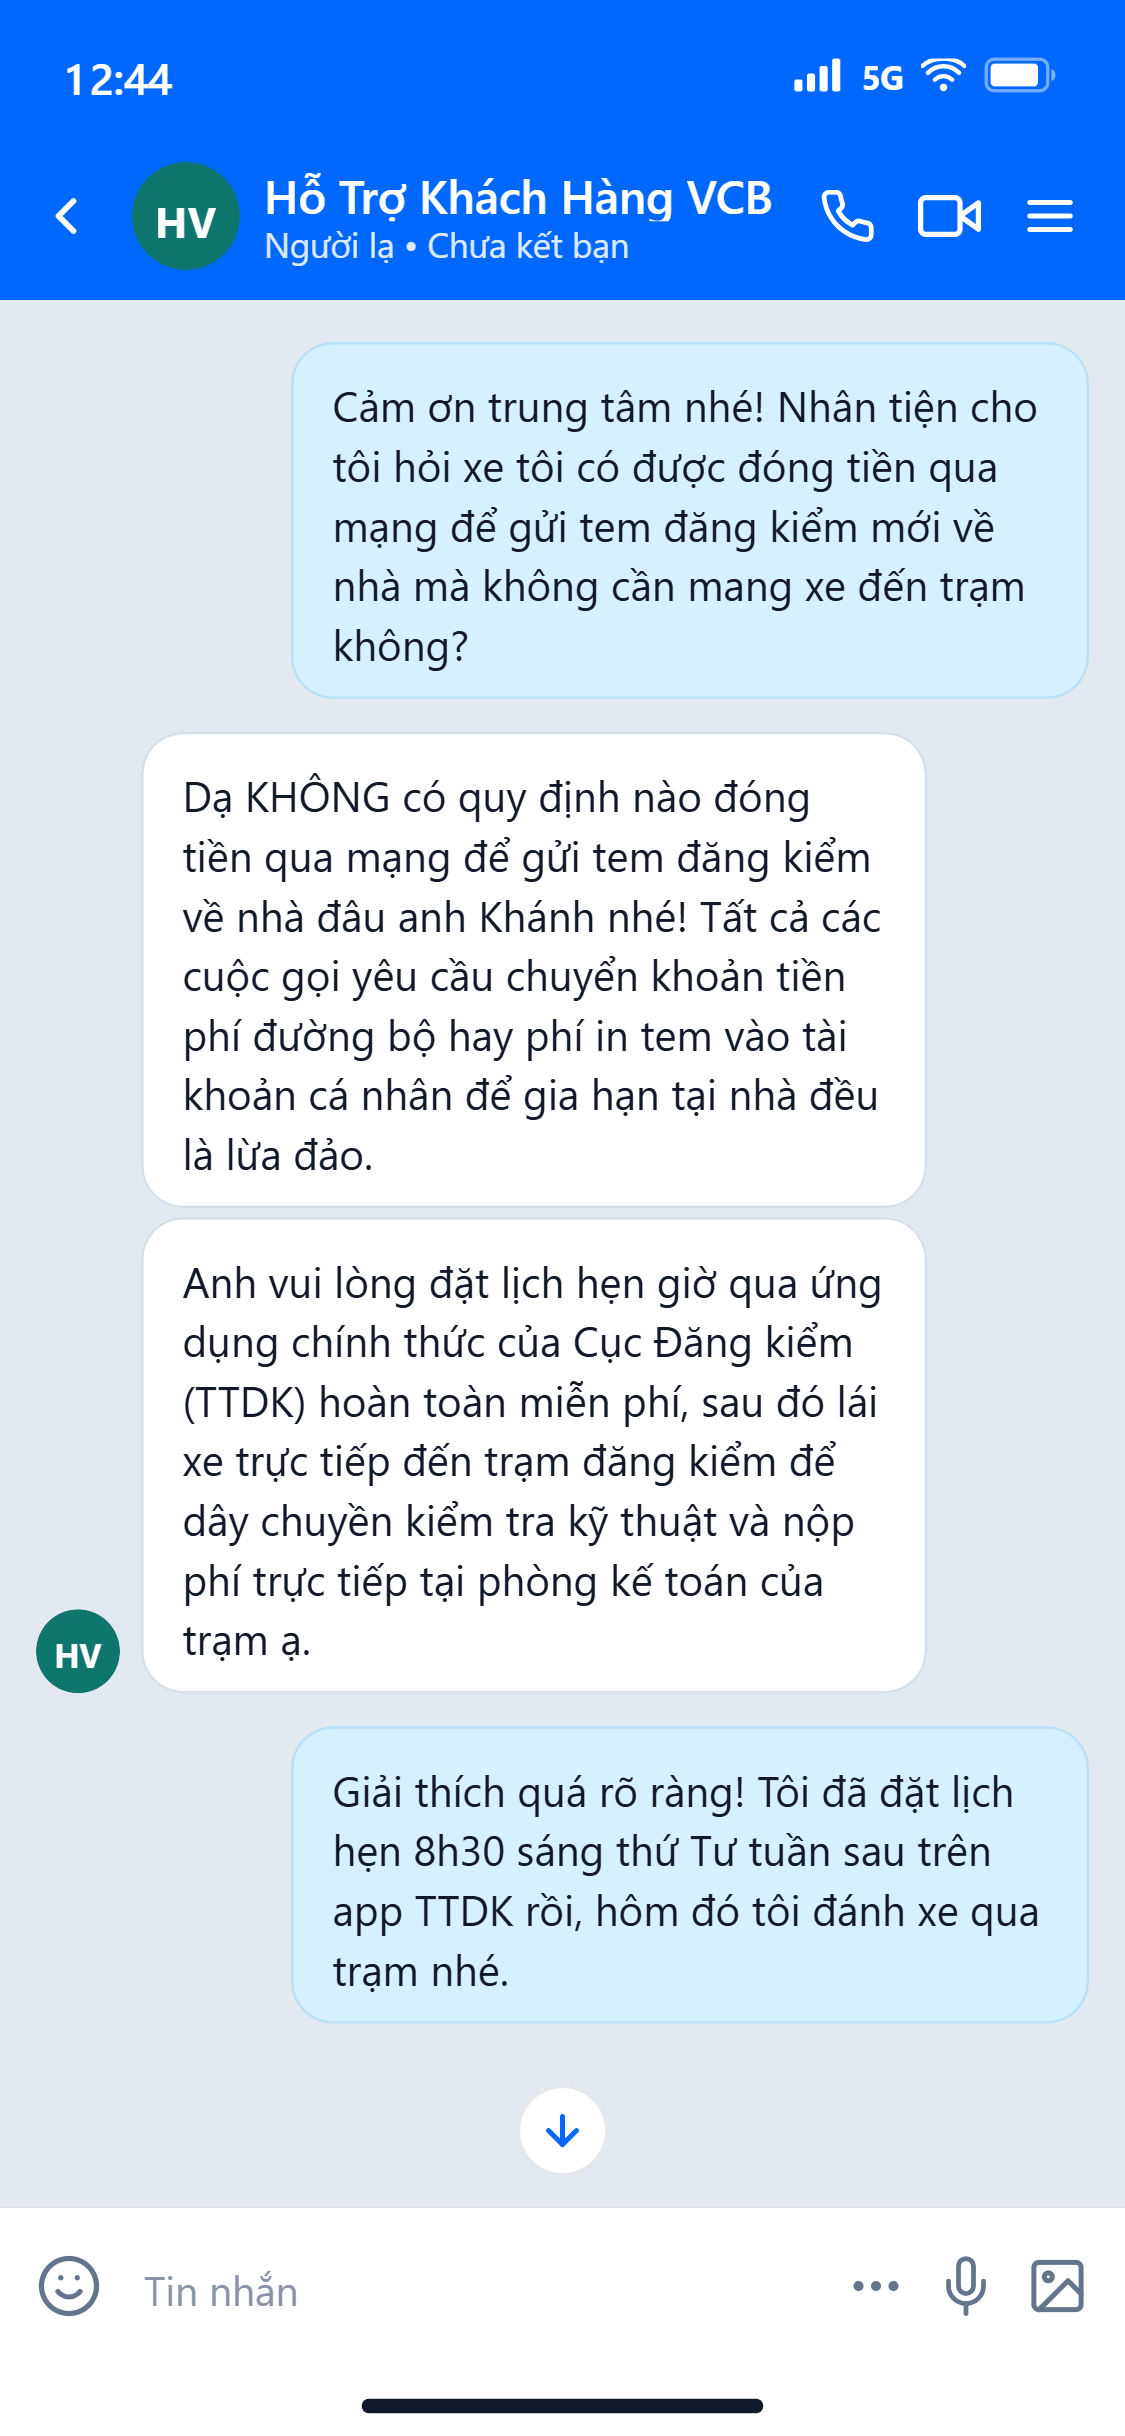 12:44
5G
HV
Hỗ Trợ Khách Hàng VCB
Người lạ • Chưa kết bạn
Cảm ơn trung tâm nhé! Nhân tiện cho
tôi hỏi xe tôi có được đóng tiền qua
mạng để gửi tem đăng kiểm mới về
nhà mà không cần mang xe đến trạm
không?
Dạ KHÔNG có quy định nào đóng
tiền qua mạng để gửi tem đăng kiểm
về nhà đâu anh Khánh nhé! Tất cả các
cuộc gọi yêu cầu chuyển khoản tiền
phí đường bộ hay phí in tem vào tài
khoản cá nhân để gia hạn tại nhà đều
là lừa đảo.
Anh vui lòng đặt lịch hẹn giờ qua ứng
dụng chính thức của Cục Đăng kiểm
(TTDK) hoàn toàn miễn phí, sau đó lái
xe trực tiếp đến trạm đăng kiểm để
dây chuyền kiểm tra kỹ thuật và nộp
phí trực tiếp tại phòng kế toán của
trạm ạ.
HV
Giải thích quá rõ ràng! Tôi đã đặt lịch
hẹn 8h30 sáng thứ Tư tuần sau trên
app TTDK rồi, hôm đó tôi đánh xe qua
trạm nhé.
Tin nhắn